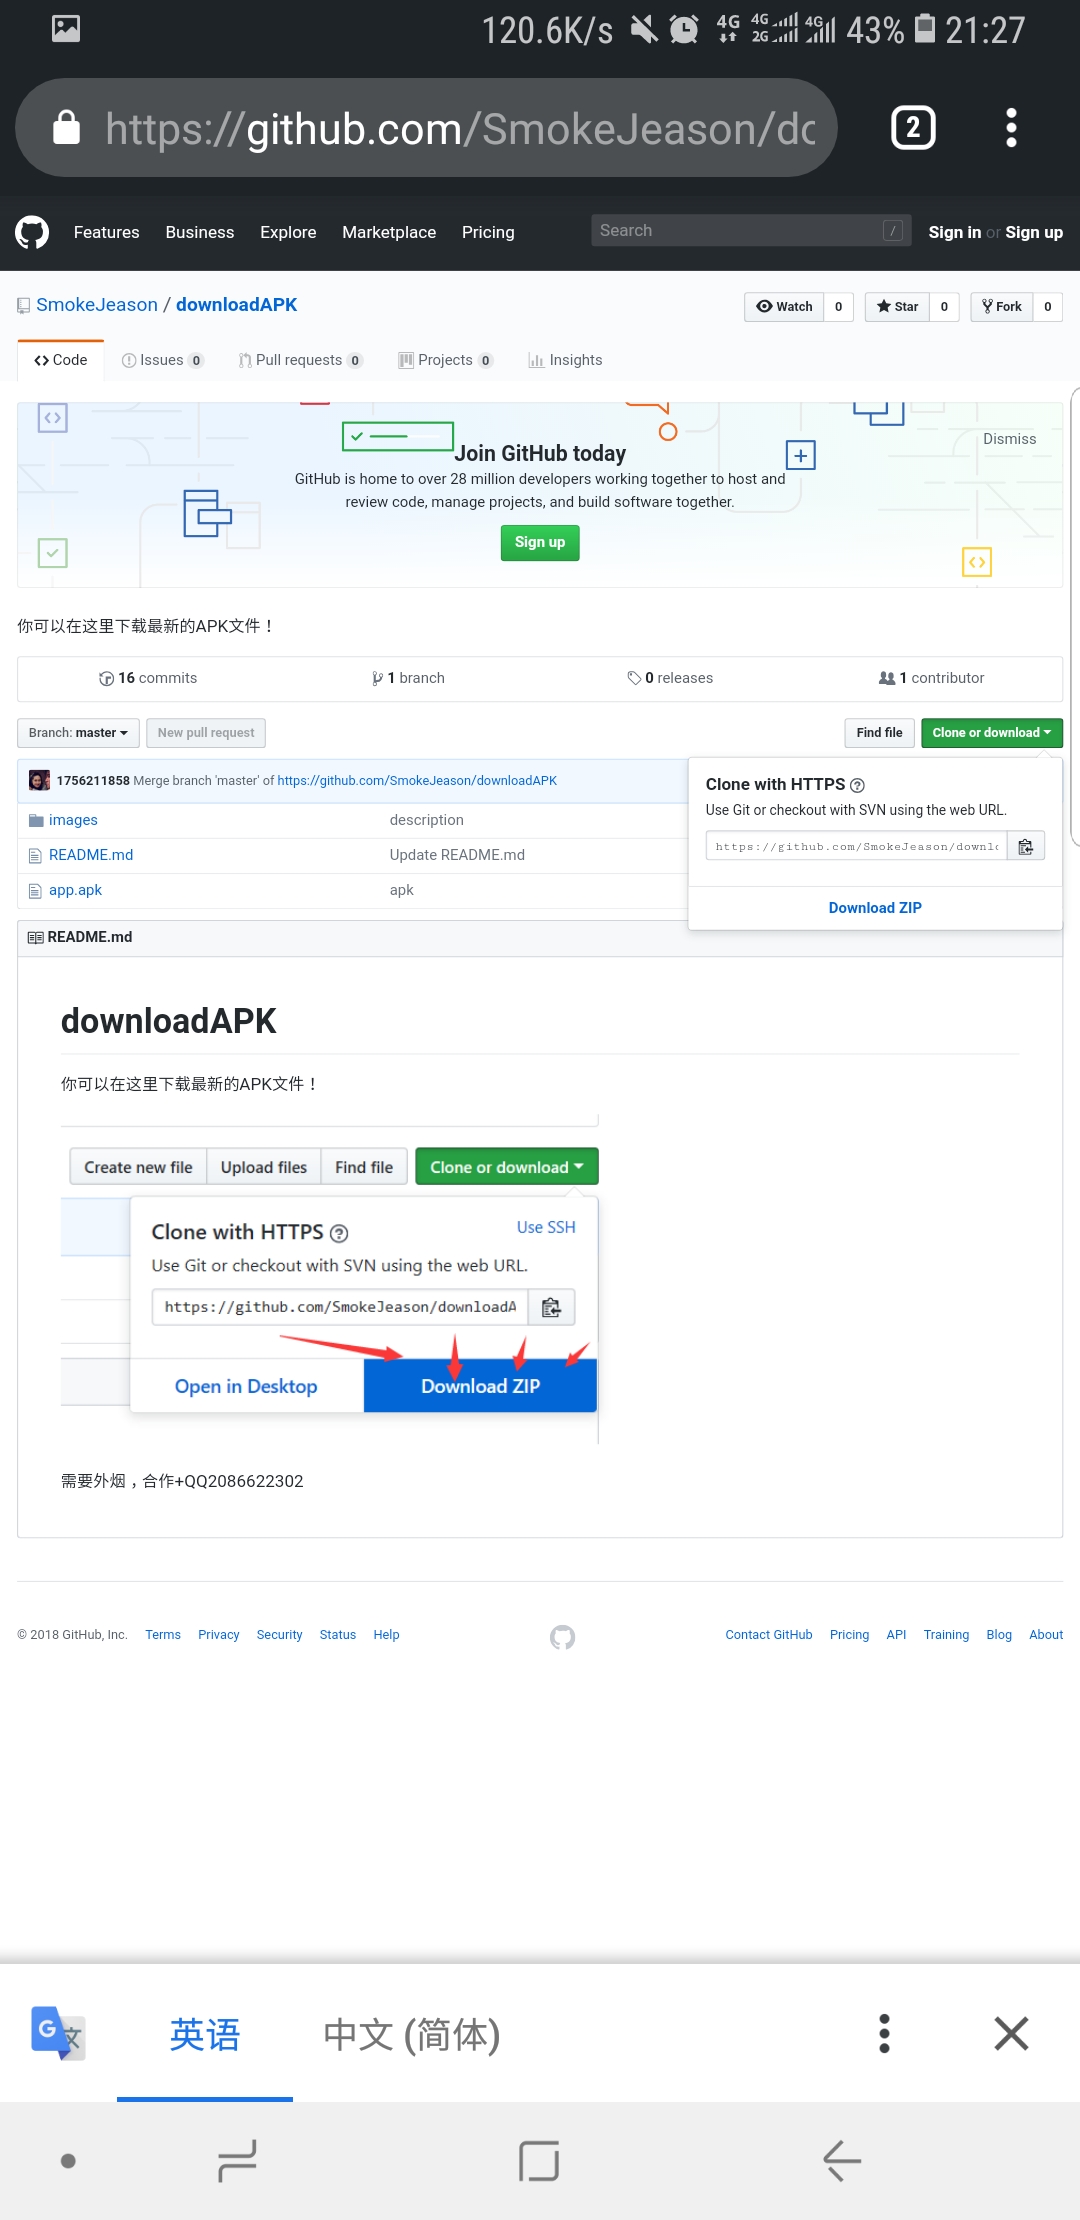 120.6K/s 4G 4G 2G 4G 43% 21:27
https://github.com/SmokeJeason/dc
2
Features Business Explore Marketplace Pricing Search / Sign in or Sign up
SmokeJeason / downloadAPK Watch 0 Star 0 Fork 0
Code Issues 0 Pull requests 0 Projects 0 Insights
Dismiss
Join GitHub today
GitHub is home to over 28 million developers working together to host and
review code, manage projects, and build software together.
Sign up
你可以在这里下载最新的APK文件！
16 commits 1 branch 0 releases 1 contributor
Branch: master New pull request Find file Clone or download
1756211858 Merge branch 'master' of https://github.com/SmokeJeason/downloadAPK
images description
README.md Update README.md
app.apk apk
Clone with HTTPS ?
Use Git or checkout with SVN using the web URL.
https://github.com/SmokeJeason/downlc
Download ZIP
README.md
downloadAPK
你可以在这里下载最新的APK文件！
Create new file Upload files Find file Clone or download
Clone with HTTPS ? Use SSH
Use Git or checkout with SVN using the web URL.
https://github.com/SmokeJeason/downloadA
Open in Desktop Download ZIP
需要外烟，合作+QQ2086622302
© 2018 GitHub, Inc. Terms Privacy Security Status Help Contact GitHub Pricing API Training Blog About
G 文 英语 中文 (简体)